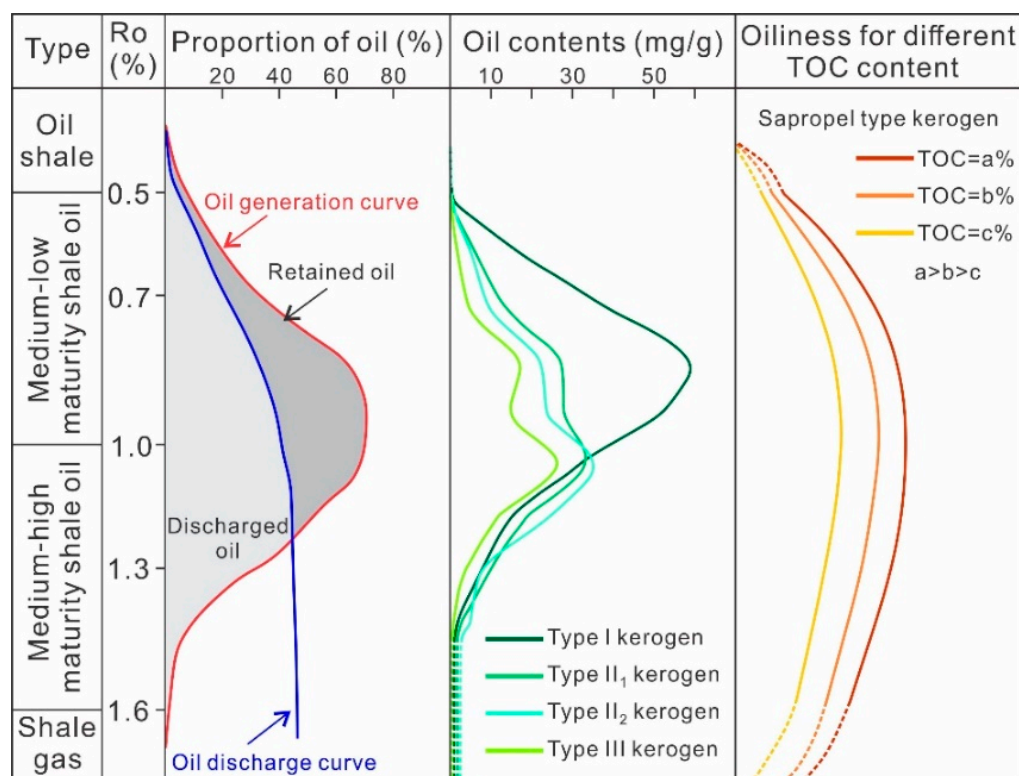 Type
Ro
(%)
Proportion of oil (%)
20 40 60 80
Oil contents (mg/g)
10 30 50
Oiliness for different
TOC content
Oil
shale
Medium-low
maturity shale oil
Medium-high
maturity shale oil
Shale
gas
0.5
0.7
1.0
1.3
1.6
Oil generation curve
Retained oil
Discharged
oil
Oil discharge curve
Type I kerogen
Type II₁ kerogen
Type II₂ kerogen
Type III kerogen
Sapropel type kerogen
TOC=a%
TOC=b%
TOC=c%
a>b>c